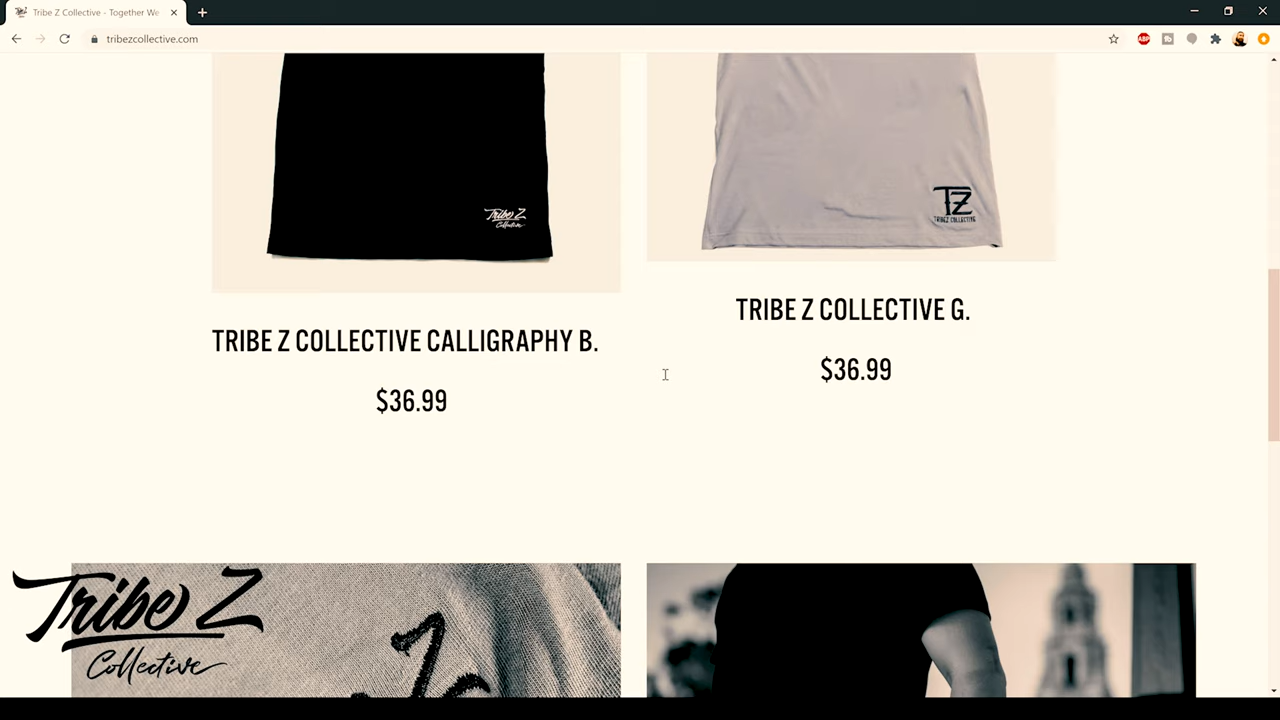 Tribe Z Collective - Together We
tribezcollective.com
ABP
Tribe Z
Collective
TZ
TRIBEZ COLLECTIVE
TRIBE Z COLLECTIVE CALLIGRAPHY B.
$36.99
TRIBE Z COLLECTIVE G.
$36.99
Tribe Z
Collective